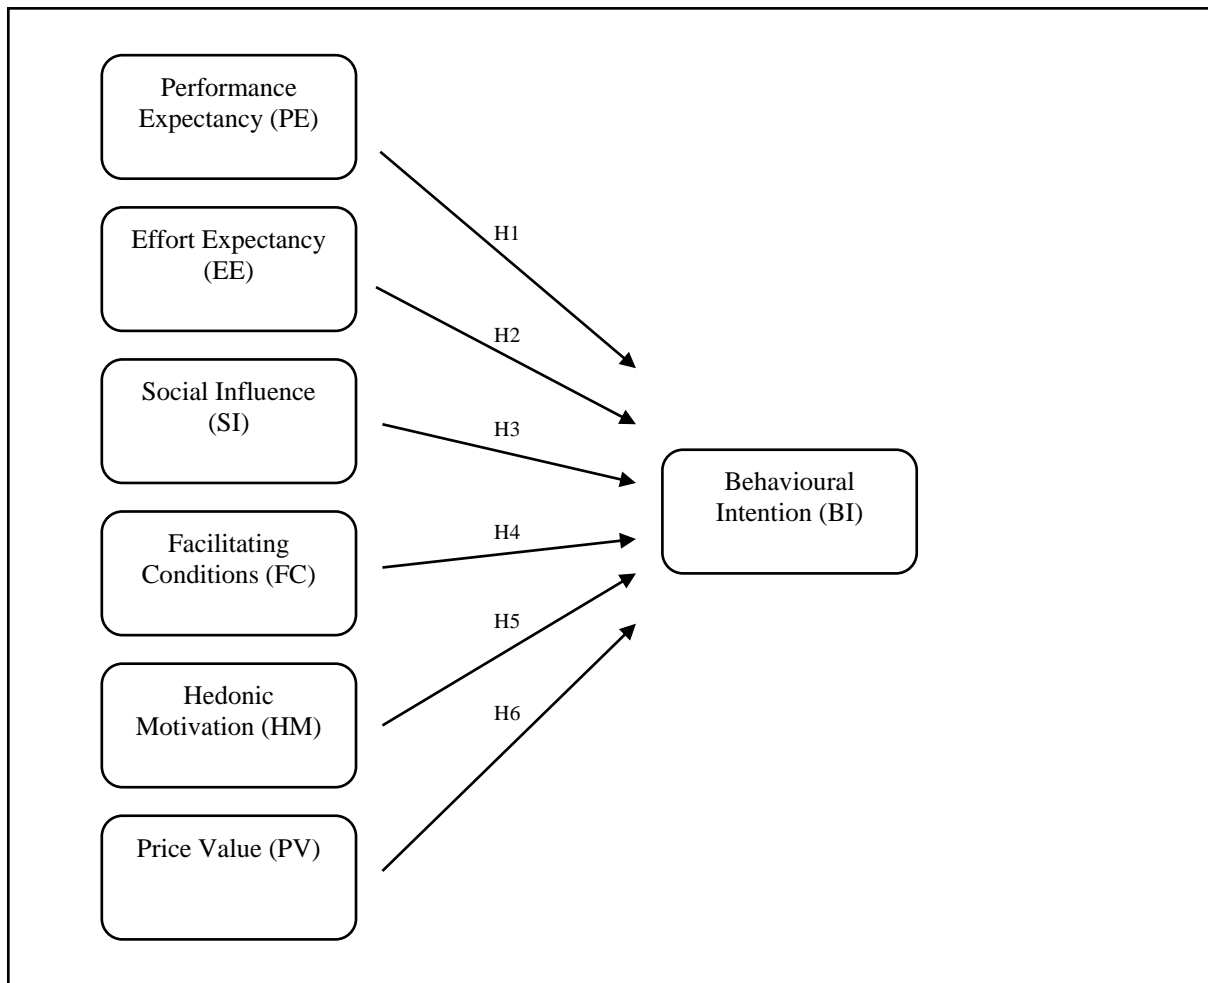 Performance
Expectancy (PE)
H1
Effort Expectancy
(EE)
H2
Social Influence
(SI)
H3
Behavioural
Intention (BI)
Facilitating
Conditions (FC)
H4
H5
Hedonic
Motivation (HM)
H6
Price Value (PV)